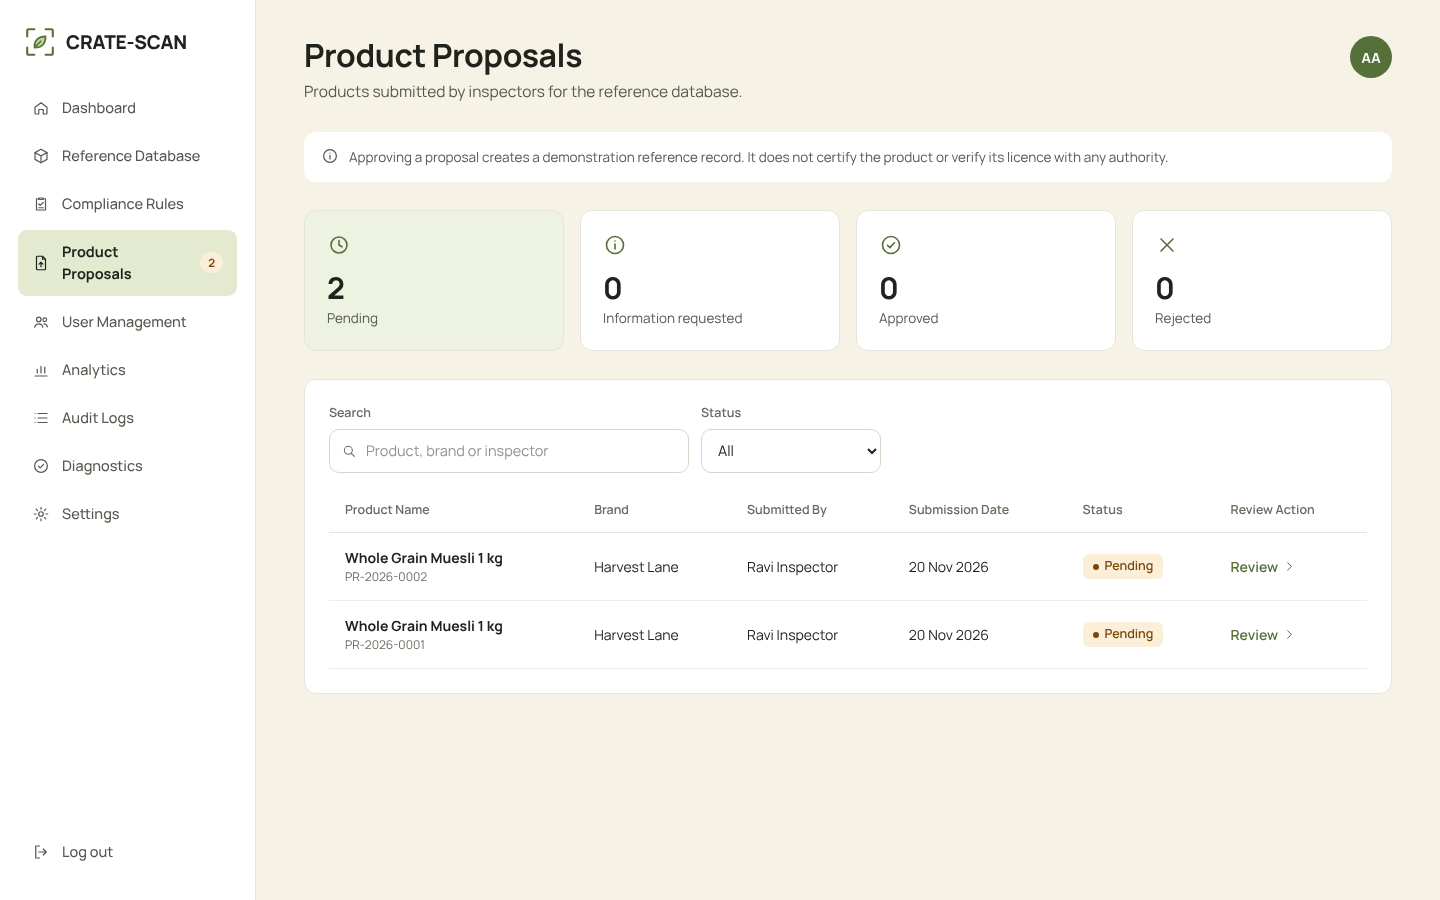 CRATE-SCAN
Dashboard
Reference Database
Compliance Rules
Product
Proposals
2
User Management
Analytics
Audit Logs
Diagnostics
Settings
Log out
Product Proposals
AA
Products submitted by inspectors for the reference database.
Approving a proposal creates a demonstration reference record. It does not certify the product or verify its licence with any authority.
2
Pending
0
Information requested
0
Approved
0
Rejected
Search
Status
Product, brand or inspector
All
Product Name Brand Submitted By Submission Date Status Review Action
Whole Grain Muesli 1 kg
PR-2026-0002
Harvest Lane Ravi Inspector 20 Nov 2026 Pending Review
Whole Grain Muesli 1 kg
PR-2026-0001
Harvest Lane Ravi Inspector 20 Nov 2026 Pending Review